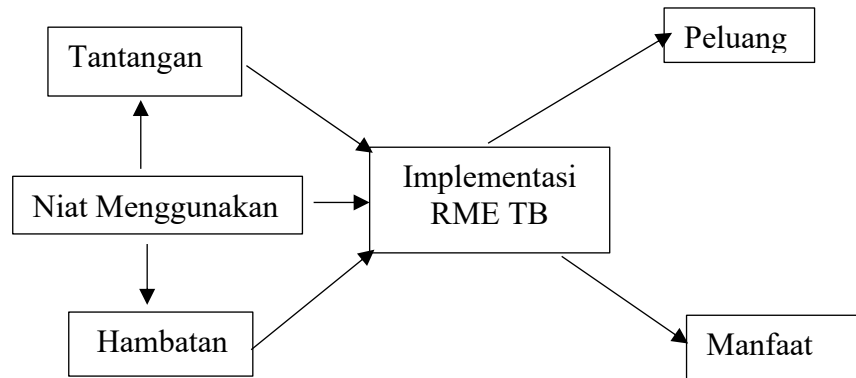 Peluang
Tantangan
Implementasi
RME TB
Niat Menggunakan
Hambatan
Manfaat